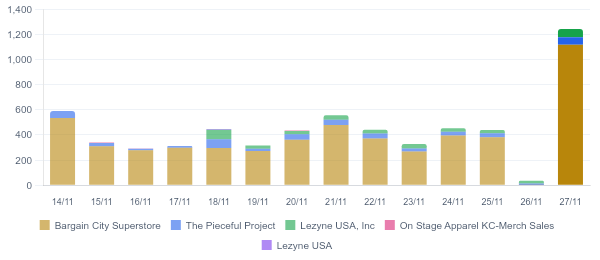 1,400
1,200
1,000
800
600
400
200
0
14/11 15/11 16/11 17/11 18/11 19/11 20/11 21/11 22/11 23/11 24/11 25/11 26/11 27/11
Bargain City Superstore The Pieceful Project Lezyne USA, Inc On Stage Apparel KC-Merch Sales
Lezyne USA